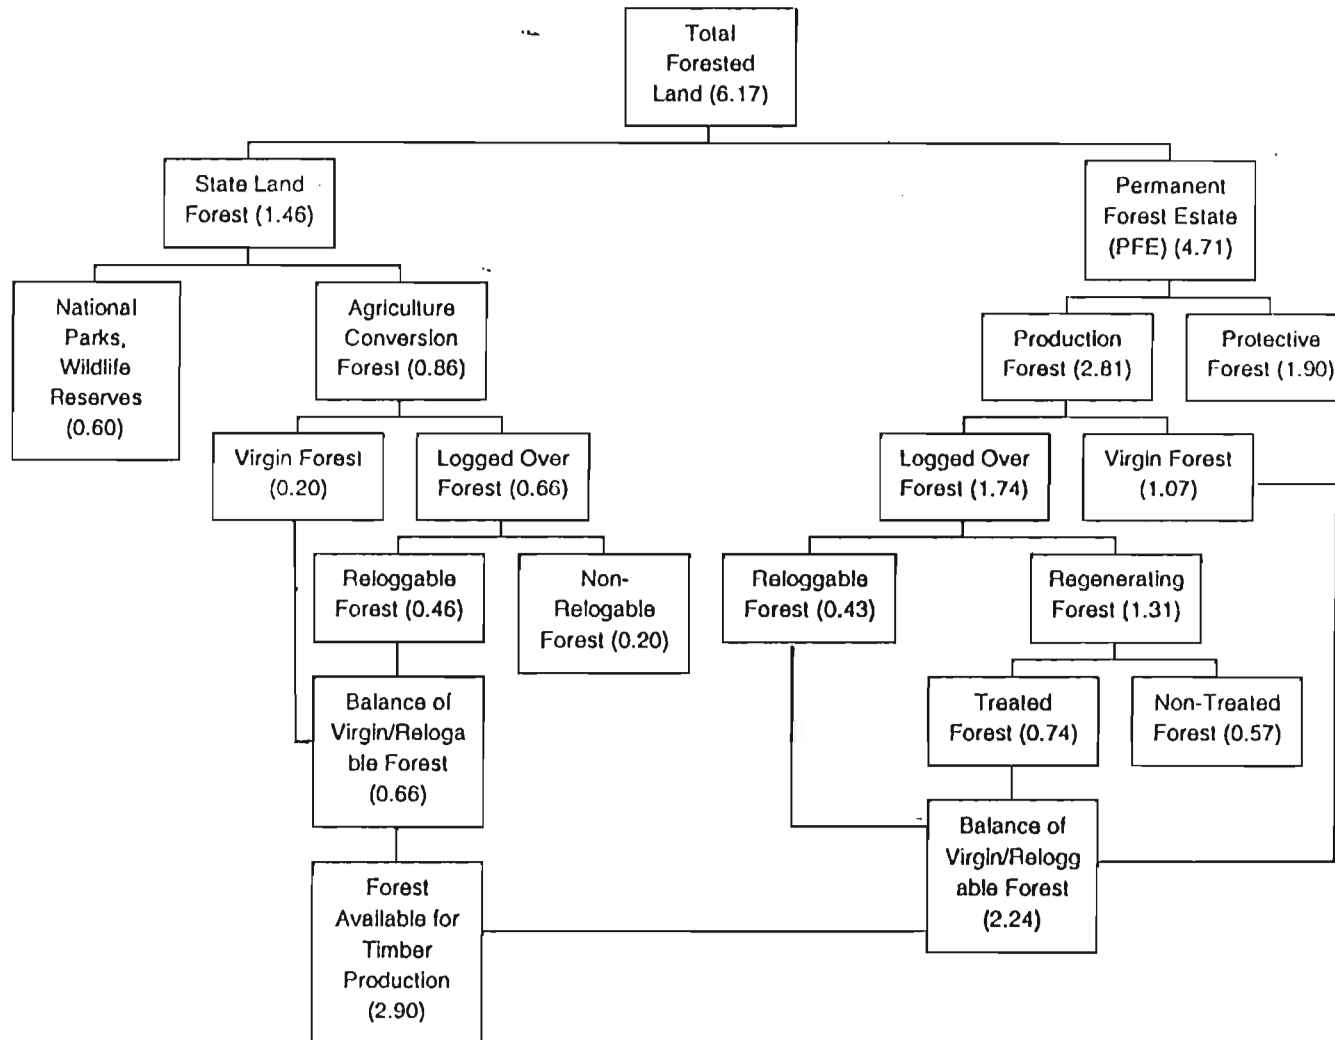 Total
Forested
Land (6.17)
State Land
Forest (1.46)
Permanent
Forest Estate
(PFE) (4.71)
National
Parks,
Wildlife
Reserves
(0.60)
Agriculture
Conversion
Forest (0.86)
Production
Forest (2.81)
Protective
Forest (1.90)
Virgin Forest
(0.20)
Logged Over
Forest (0.66)
Logged Over
Forest (1.74)
Virgin Forest
(1.07)
Reloggable
Forest (0.46)
Non-
Relogable
Forest (0.20)
Reloggable
Forest (0.43)
Regenerating
Forest (1.31)
Balance of
Virgin/Reloga
ble Forest
(0.66)
Treated
Forest (0.74)
Non-Treated
Forest (0.57)
Balance of
Virgin/Relogg
able Forest
(2.24)
Forest
Available for
Timber
Production
(2.90)